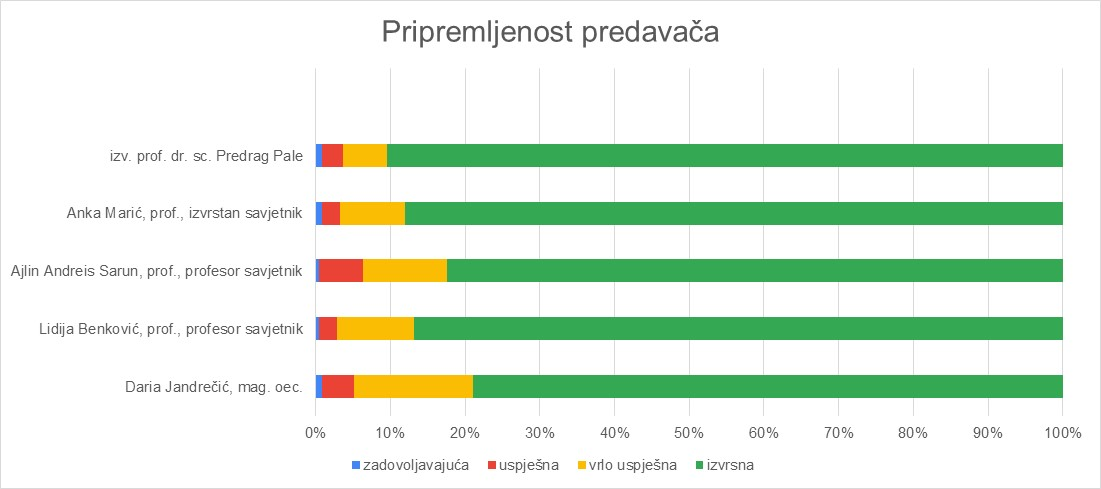 Pripremljenost predavača
izv. prof. dr. sc. Predrag Pale
Anka Marić, prof., izvrstan savjetnik
Ajlin Andreis Sarun, prof., profesor savjetnik
Lidija Benković, prof., profesor savjetnik
Daria Jandrečić, mag. oec.
0% 10% 20% 30% 40% 50% 60% 70% 80% 90% 100%
zadovoljavajuća uspješna vrlo uspješna izvrsna